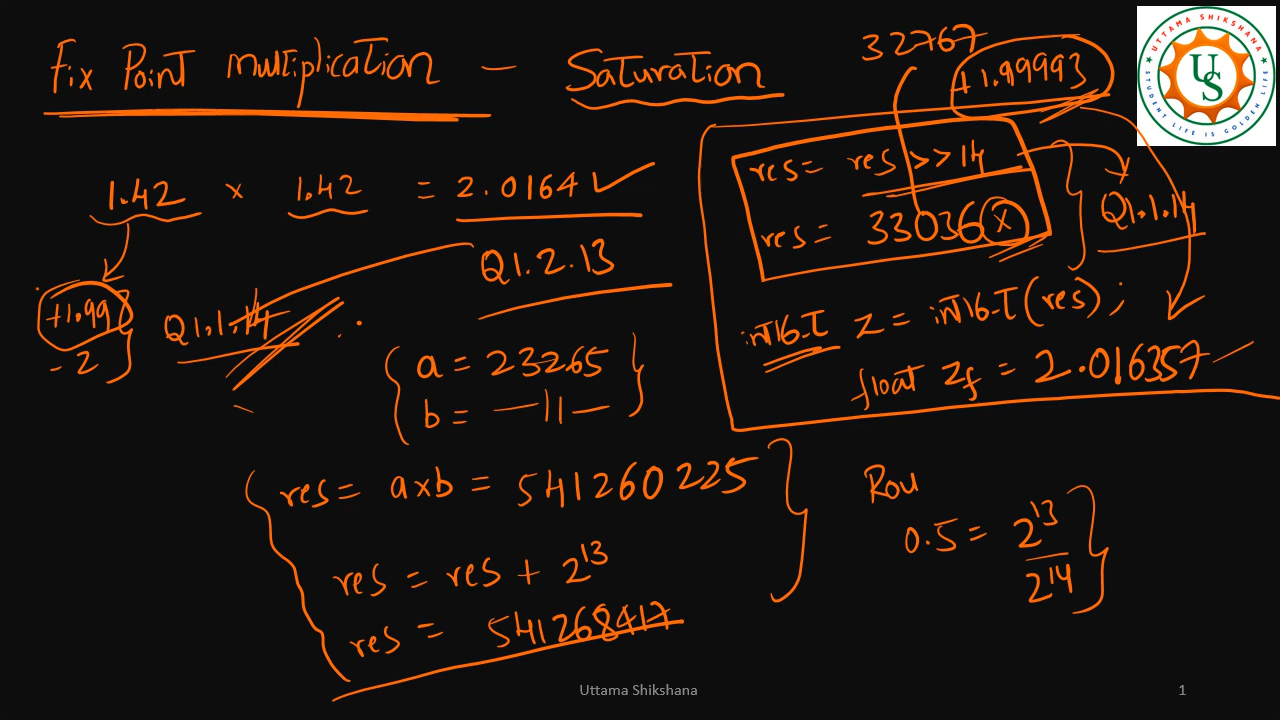 Fix Point multiplication - Saturation
32767
+1.99993
UTTAMA SHIKSHANA
US
STUDENT LIFE IS GOLDEN LIFE
1.42 × 1.42 = 2.0164 ✓
res = res >> 14
res = 33036 x
Q1.1.14
Q1.2.13
+1.99
-2
Q1.1.14
a = 23265
b = —11—
int16_t z = int16_t(res);
float zf = 2.016357
res = a×b = 541260225
res = res + 2^13
res = 541268417
Rou
0.5 = 2^13
2^14
Uttama Shikshana
1